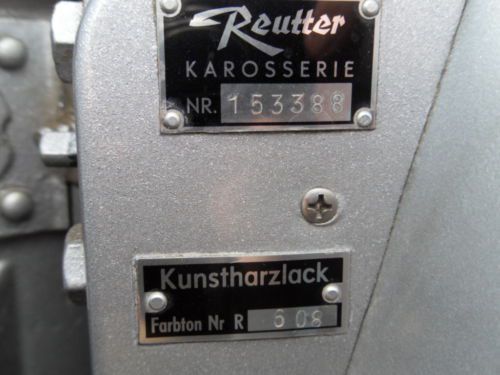 Reutter
KAROSSERIE
NR. 153388
Kunstharzlack
Farbton Nr R 608